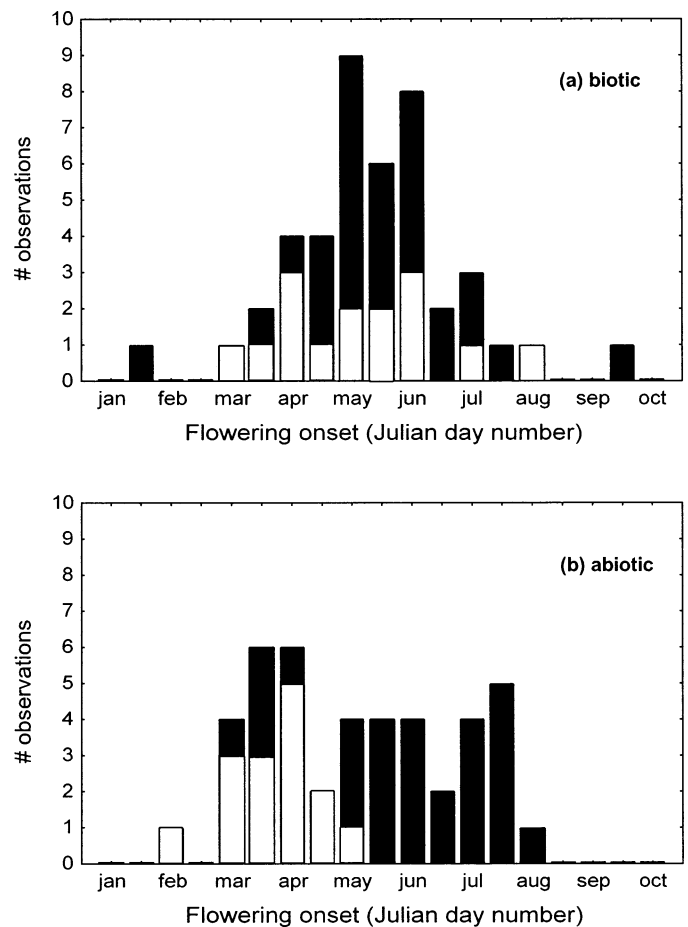 10
9
8
7
6
5
4
3
2
1
0
# observations
(a) biotic
jan feb mar apr may jun jul aug sep oct
Flowering onset (Julian day number)
10
9
8
7
6
5
4
3
2
1
0
# observations
(b) abiotic
jan feb mar apr may jun jul aug sep oct
Flowering onset (Julian day number)